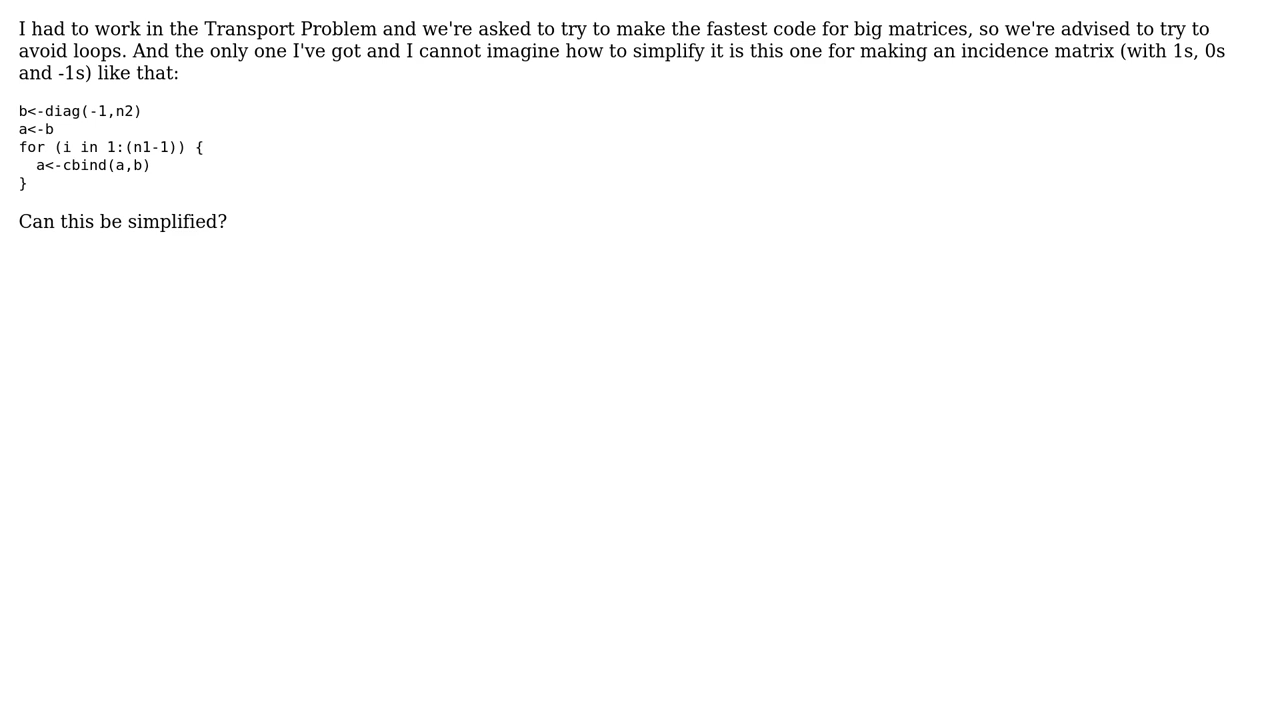 I had to work in the Transport Problem and we're asked to try to make the fastest code for big matrices, so we're advised to try to
avoid loops. And the only one I've got and I cannot imagine how to simplify it is this one for making an incidence matrix (with 1s, 0s
and -1s) like that:
b<-diag(-1,n2)
a<-b
for (i in 1:(n1-1)) {
  a<-cbind(a,b)
}
Can this be simplified?